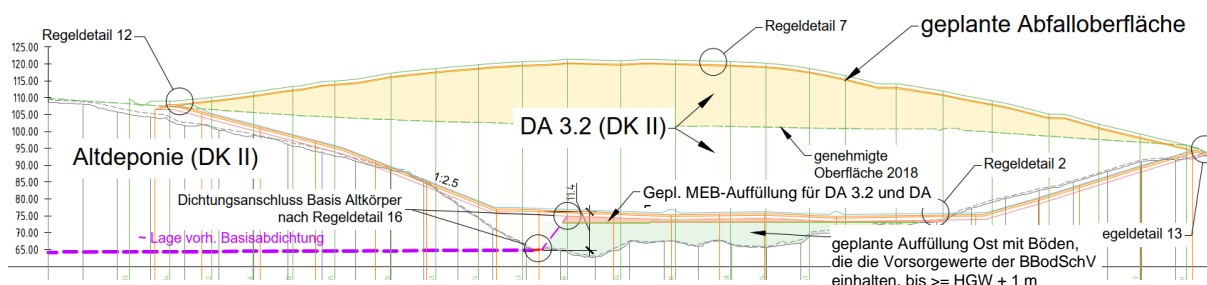 Regeldetail 12
Regeldetail 7
geplante Abfalloberfläche
125.00
120.00
115.00
110.00
105.00
100.00
95.00
90.00
85.00
80.00
75.00
70.00
65.00
DA 3.2 (DK II)
Altdeponie (DK II)
genehmigte
Oberfläche 2018
Regeldetail 2
1:2.5
Gepl. MEB-Auffüllung für DA 3.2 und DA
Dichtungsanschluss Basis Altkörper
nach Regeldetail 16
~ Lage vorh. Basisabdichtung
egeldetail 13
geplante Auffüllung Ost mit Böden,
die die Vorsorgewerte der BBodSchV
einhalten, bis >= HGW + 1 m